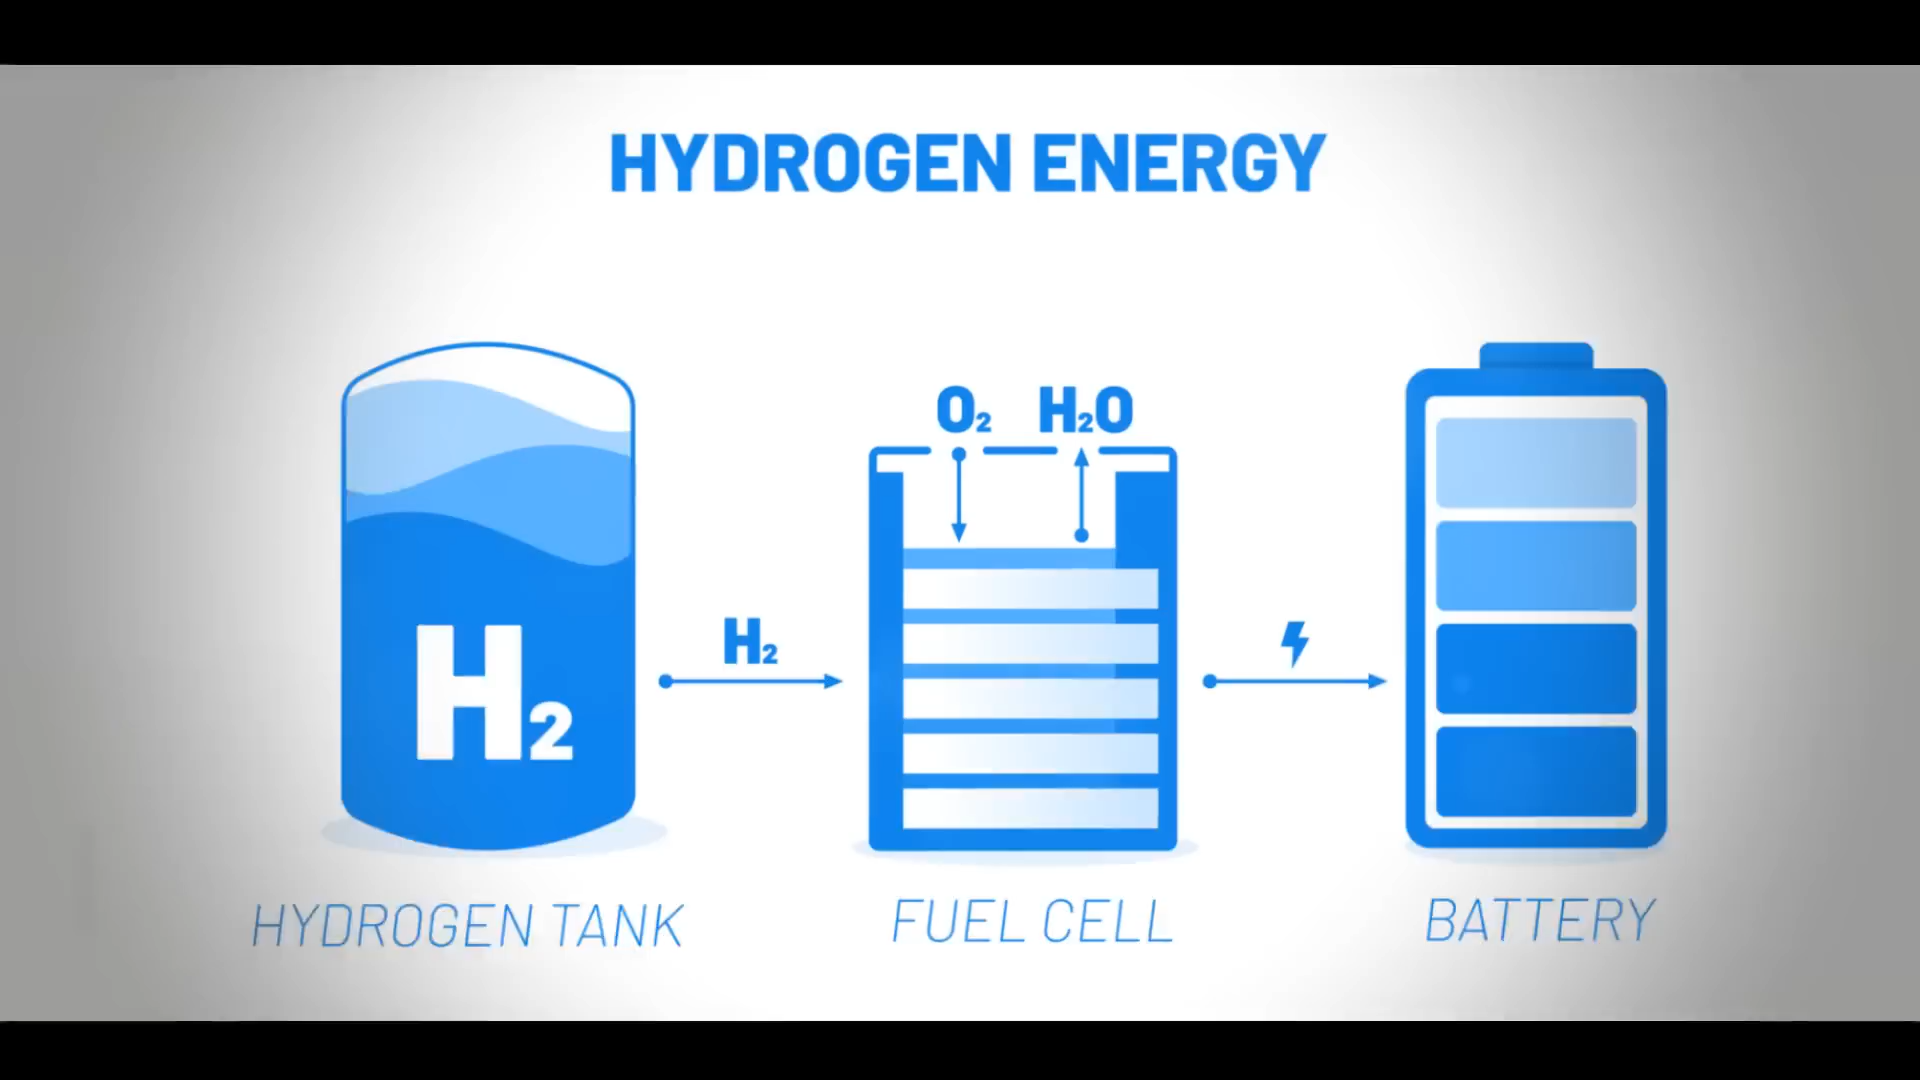 HYDROGEN ENERGY
O₂ H₂O
H₂
H₂
HYDROGEN TANK
FUEL CELL
BATTERY